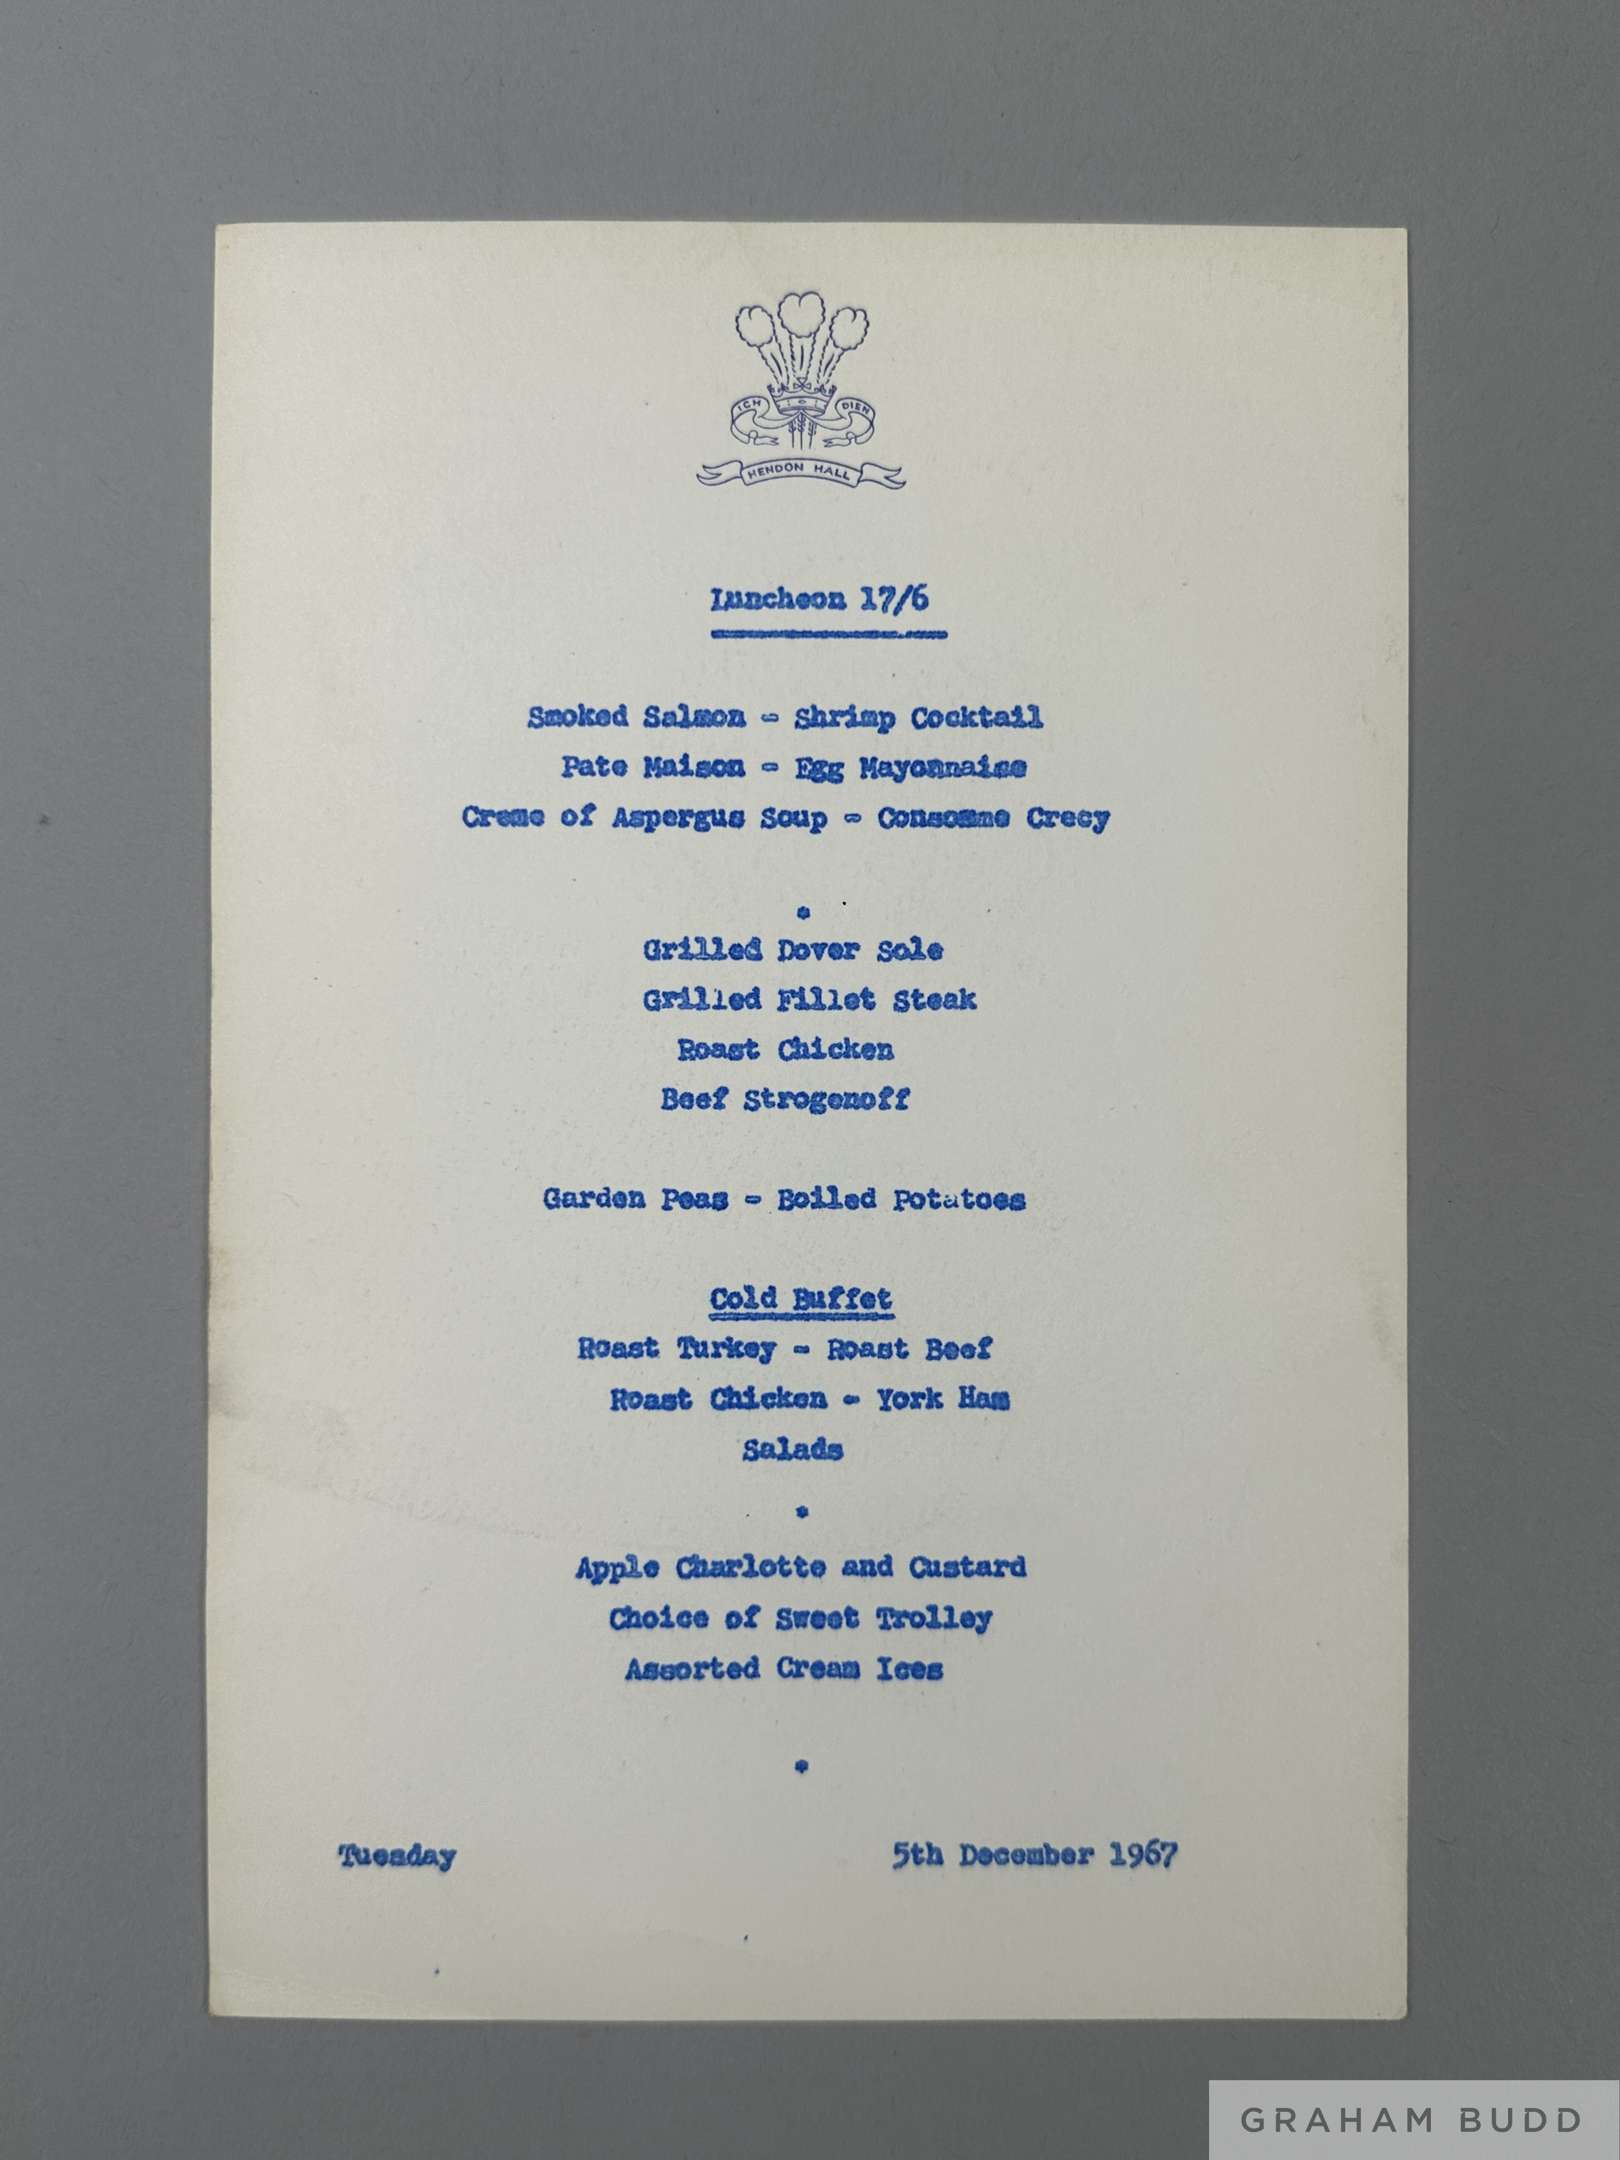 ICH DIEN
HENDON HALL
Luncheon 17/6
Smoked Salmon - Shrimp Cocktail
Pate Maison - Egg Mayonnaise
Creme of Aspergus Soup - Consomme Crecy
*
Grilled Dover Sole
Grilled Fillet Steak
Roast Chicken
Beef Strogenoff
Garden Peas - Boiled Potatoes
Cold Buffet
Roast Turkey - Roast Beef
Roast Chicken - York Ham
Salads
*
Apple Charlotte and Custard
Choice of Sweet Trolley
Assorted Cream Ices
*
Tuesday 5th December 1967
GRAHAM BUDD